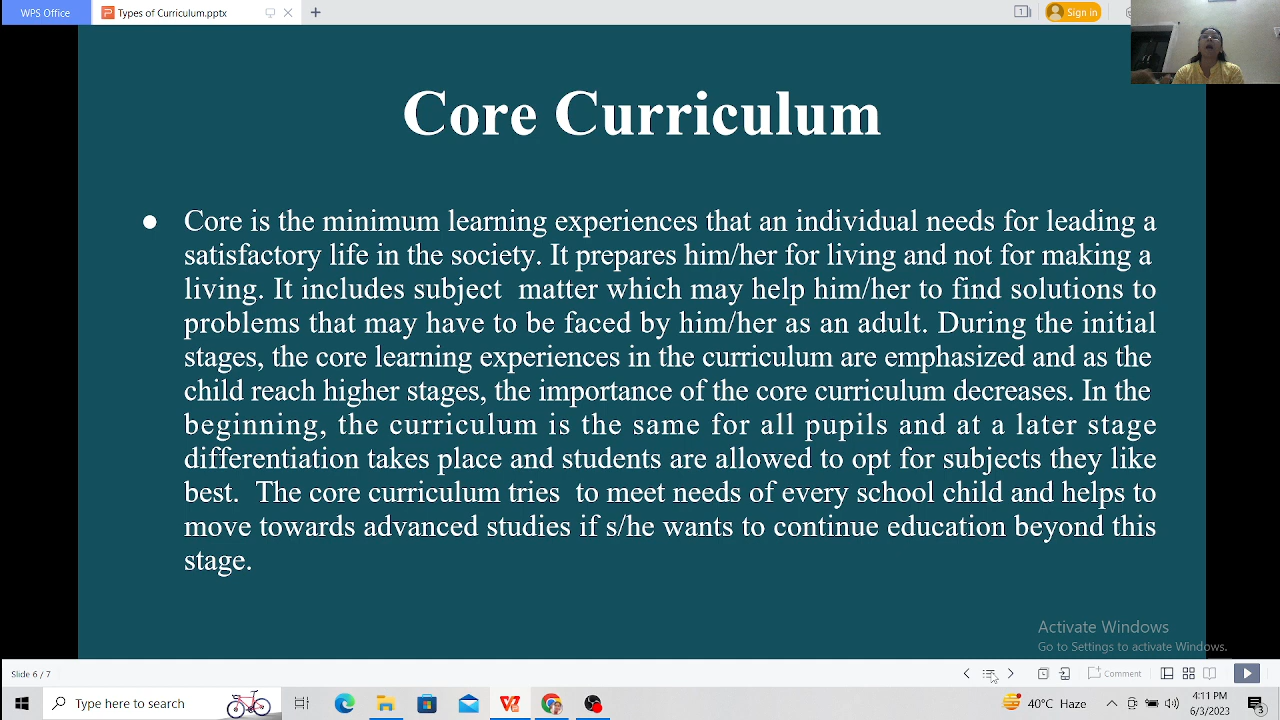 WPS Office
Types of Curriculum.pptx
1
Sign in
Core Curriculum
Core is the minimum learning experiences that an individual needs for leading a
satisfactory life in the society. It prepares him/her for living and not for making a
living. It includes subject matter which may help him/her to find solutions to
problems that may have to be faced by him/her as an adult. During the initial
stages, the core learning experiences in the curriculum are emphasized and as the
child reach higher stages, the importance of the core curriculum decreases. In the
beginning, the curriculum is the same for all pupils and at a later stage
differentiation takes place and students are allowed to opt for subjects they like
best. The core curriculum tries to meet needs of every school child and helps to
move towards advanced studies if s/he wants to continue education beyond this
stage.
Activate Windows
Go to Settings to activate Windows.
Slide 6 / 7
Comment
Type here to search
40°C Haze
4:11 PM
6/3/2023
3